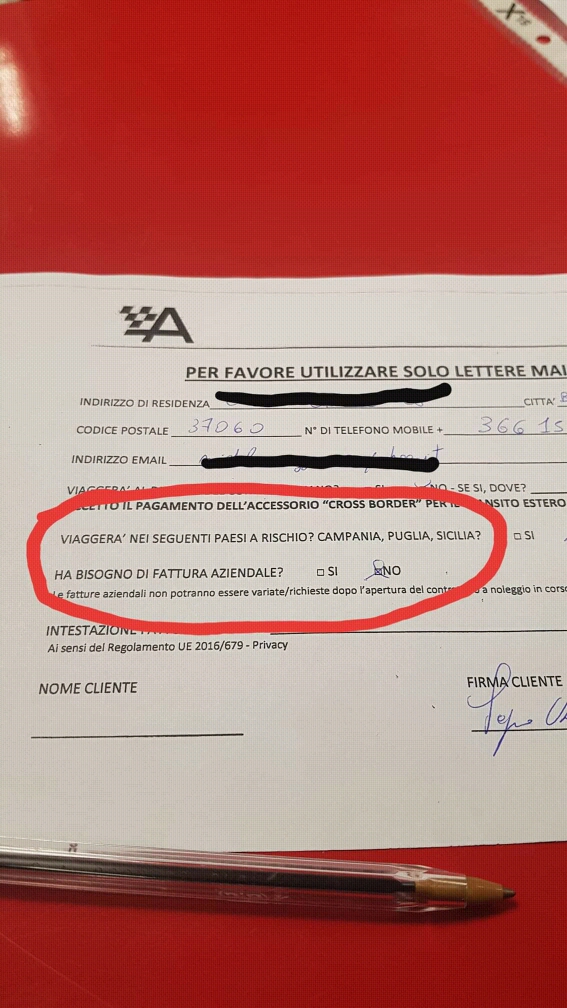 X
A
PER FAVORE UTILIZZARE SOLO LETTERE MAI
INDIRIZZO DI RESIDENZA CITTA'
CODICE POSTALE 37060 N° DI TELEFONO MOBILE + 366 15
INDIRIZZO EMAIL
NO - SE SI, DOVE?
IL PAGAMENTO DELL'ACCESSORIO "CROSS BORDER" PER ESTERO
VIAGGERA' NEI SEGUENTI PAESI A RISCHIO? CAMPANIA, PUGLIA, SICILIA? SI
HA BISOGNO DI FATTURA AZIENDALE? SI NO
Le fatture aziendali non potranno essere variate/richieste dopo l'apertura del a noleggio in corso
INTESTAZIONE
Ai sensi del Regolamento UE 2016/679 - Privacy
NOME CLIENTE FIRMA CLIENTE